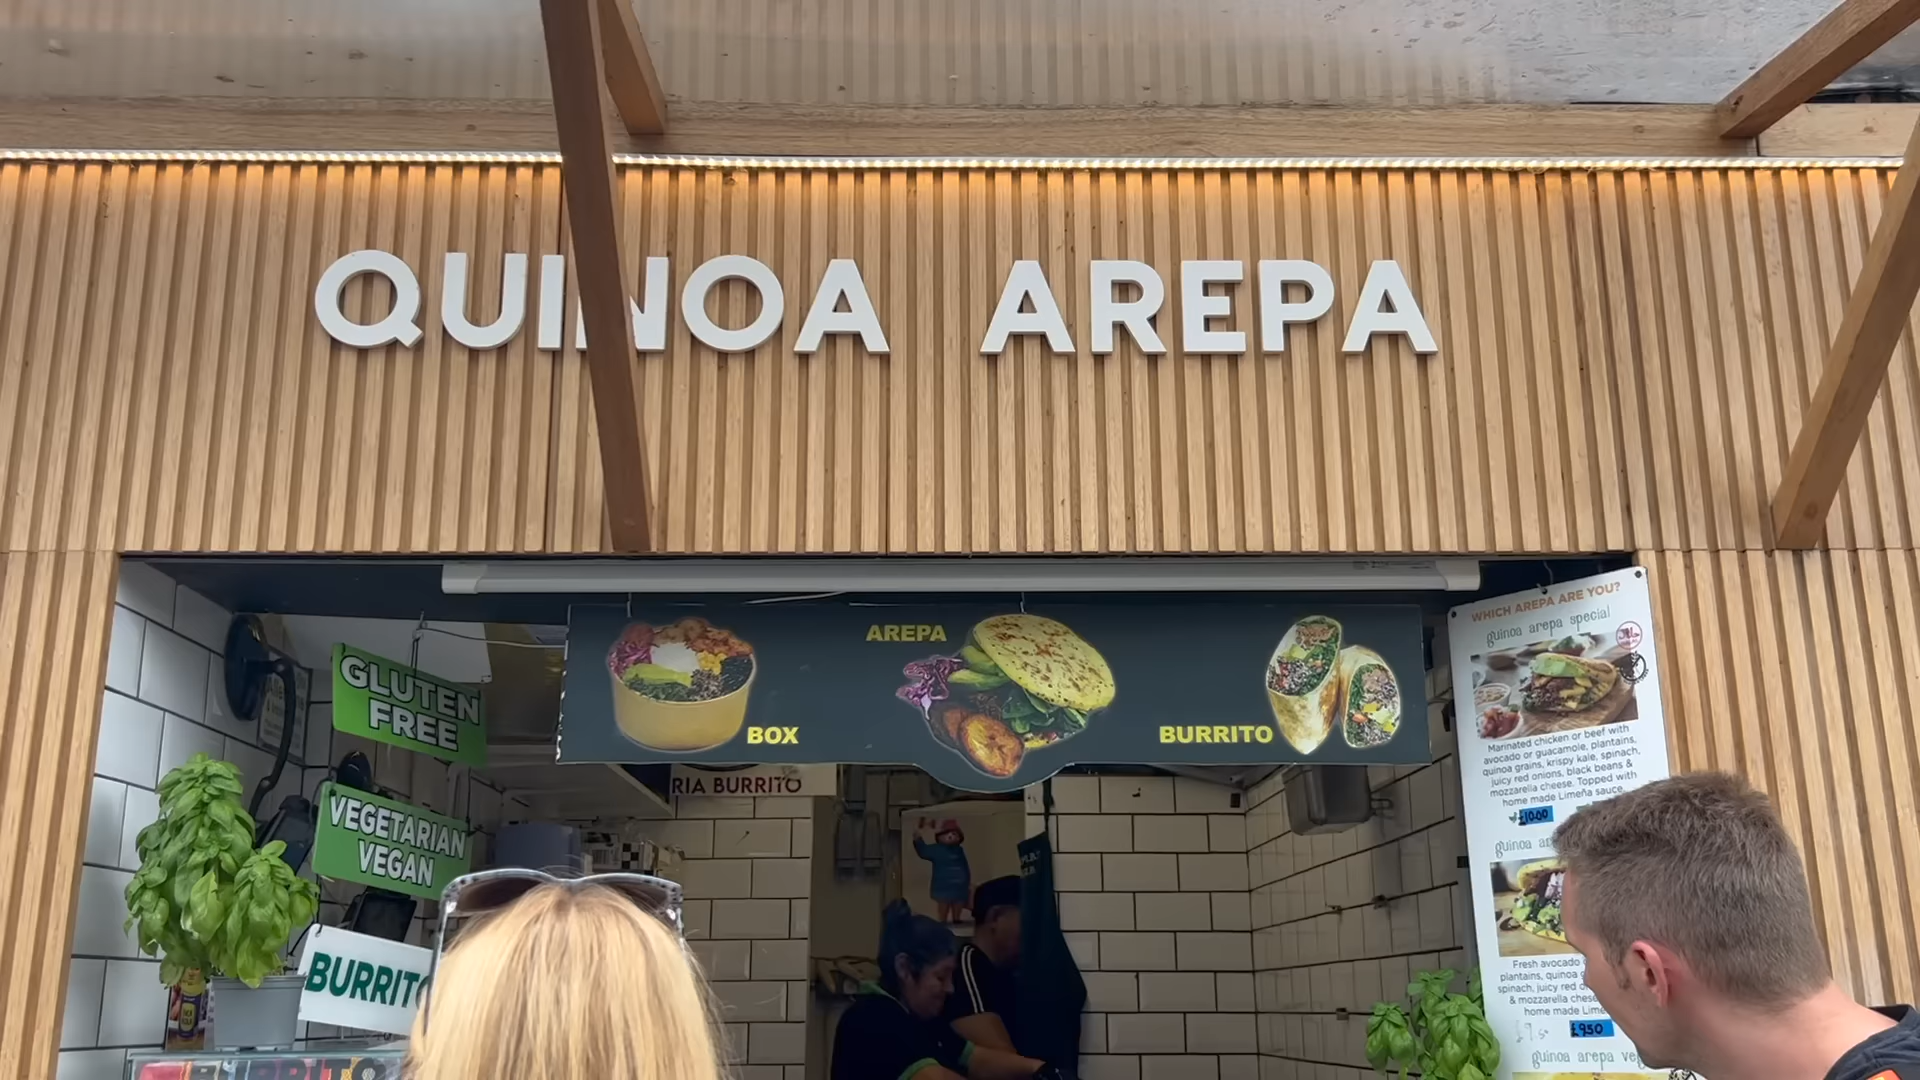 QUINOA AREPA
AREPA
BOX
BURRITO
GLUTEN
FREE
VEGETARIAN
VEGAN
RIA BURRITO
BURRITO
BURRITO
WHICH AREPA ARE YOU?
quinoa arepa special
Marinated chicken or beef with
avocado or guacamole, plantains,
quinoa grains, krispy kale, spinach,
juicy red onions, black beans &
mozzarella cheese. Topped with
home made Limeña sauce.
£10.00
quinoa
Fresh avocado
plantains, quinoa
spinach, juicy red
& mozzarella
home made
£9.50
quinoa arepa